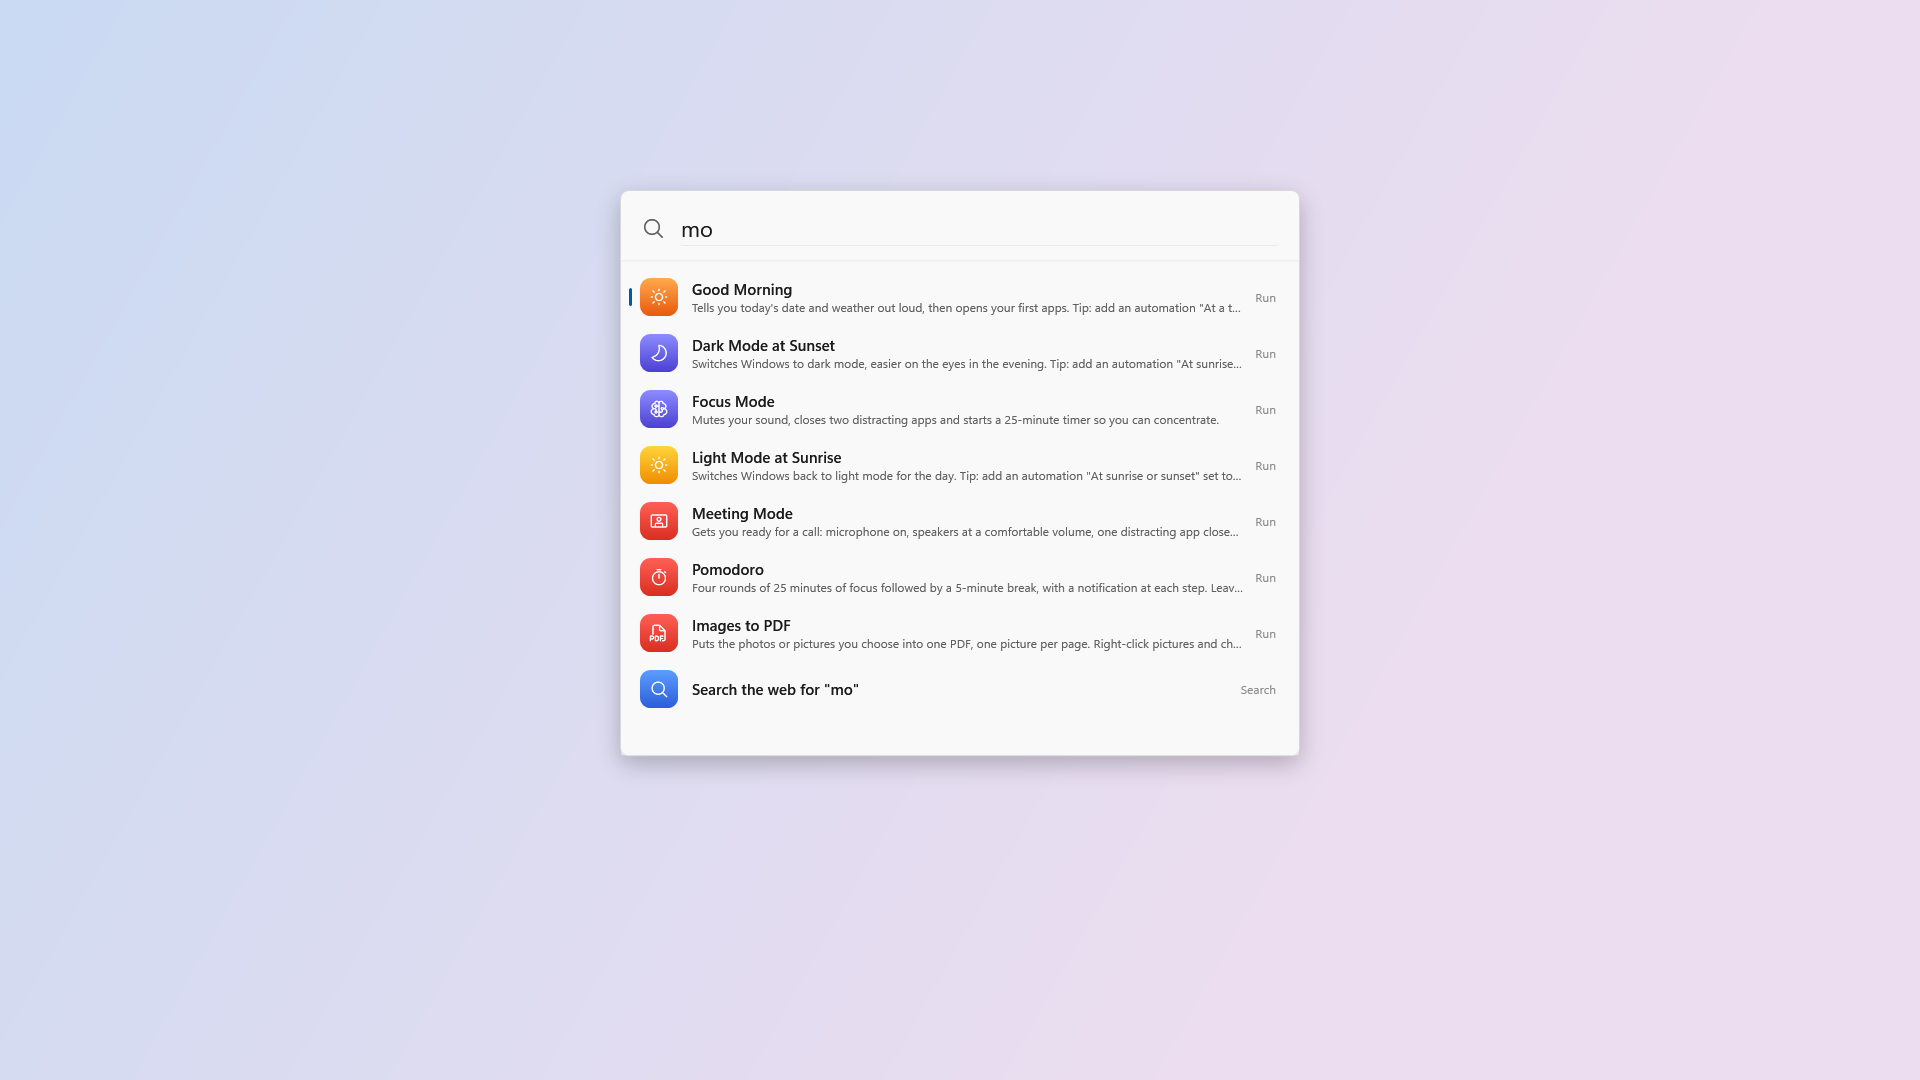 mo
Good Morning
Tells you today's date and weather out loud, then opens your first apps. Tip: add an automation "At a t...
Run
Dark Mode at Sunset
Switches Windows to dark mode, easier on the eyes in the evening. Tip: add an automation "At sunrise...
Run
Focus Mode
Mutes your sound, closes two distracting apps and starts a 25-minute timer so you can concentrate.
Run
Light Mode at Sunrise
Switches Windows back to light mode for the day. Tip: add an automation "At sunrise or sunset" set to...
Run
Meeting Mode
Gets you ready for a call: microphone on, speakers at a comfortable volume, one distracting app close...
Run
Pomodoro
Four rounds of 25 minutes of focus followed by a 5-minute break, with a notification at each step. Leav...
Run
PDF
Images to PDF
Puts the photos or pictures you choose into one PDF, one picture per page. Right-click pictures and ch...
Run
Search the web for "mo"
Search